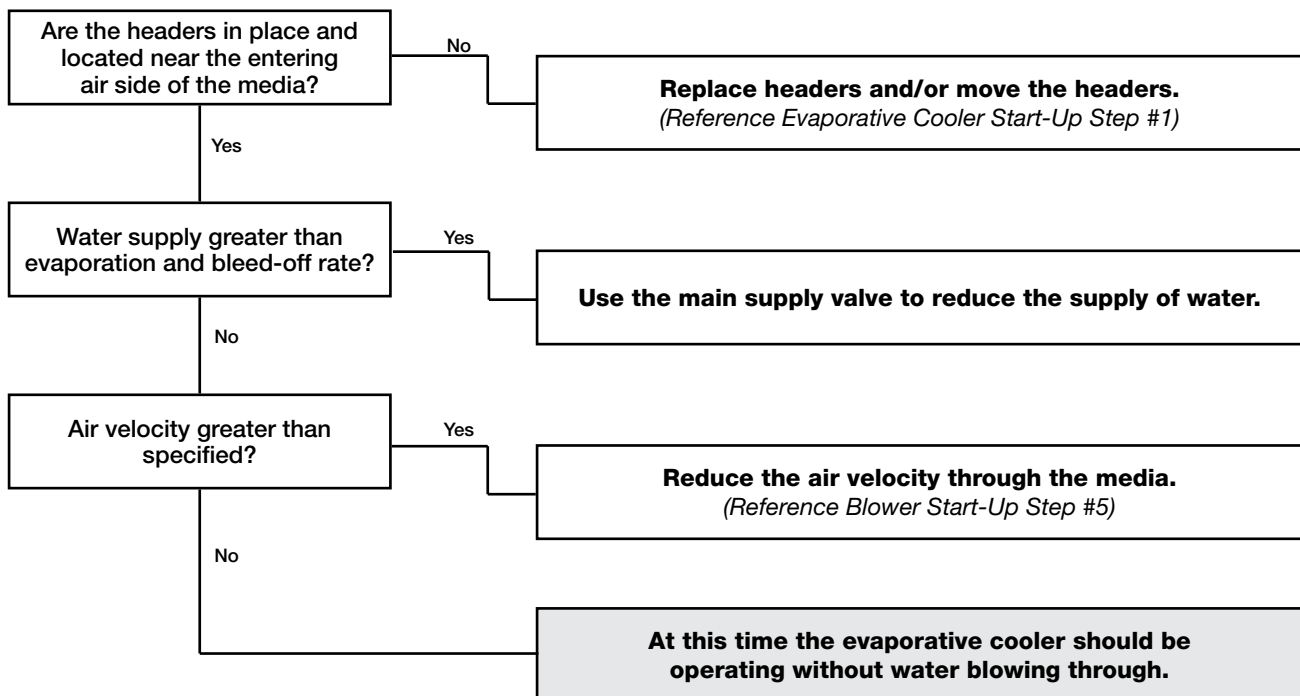 Are the headers in place and
located near the entering
air side of the media?
No
Replace headers and/or move the headers.
(Reference Evaporative Cooler Start-Up Step #1)
Yes
Water supply greater than
evaporation and bleed-off rate?
Yes
Use the main supply valve to reduce the supply of water.
No
Air velocity greater than
specified?
Yes
Reduce the air velocity through the media.
(Reference Blower Start-Up Step #5)
No
At this time the evaporative cooler should be
operating without water blowing through.